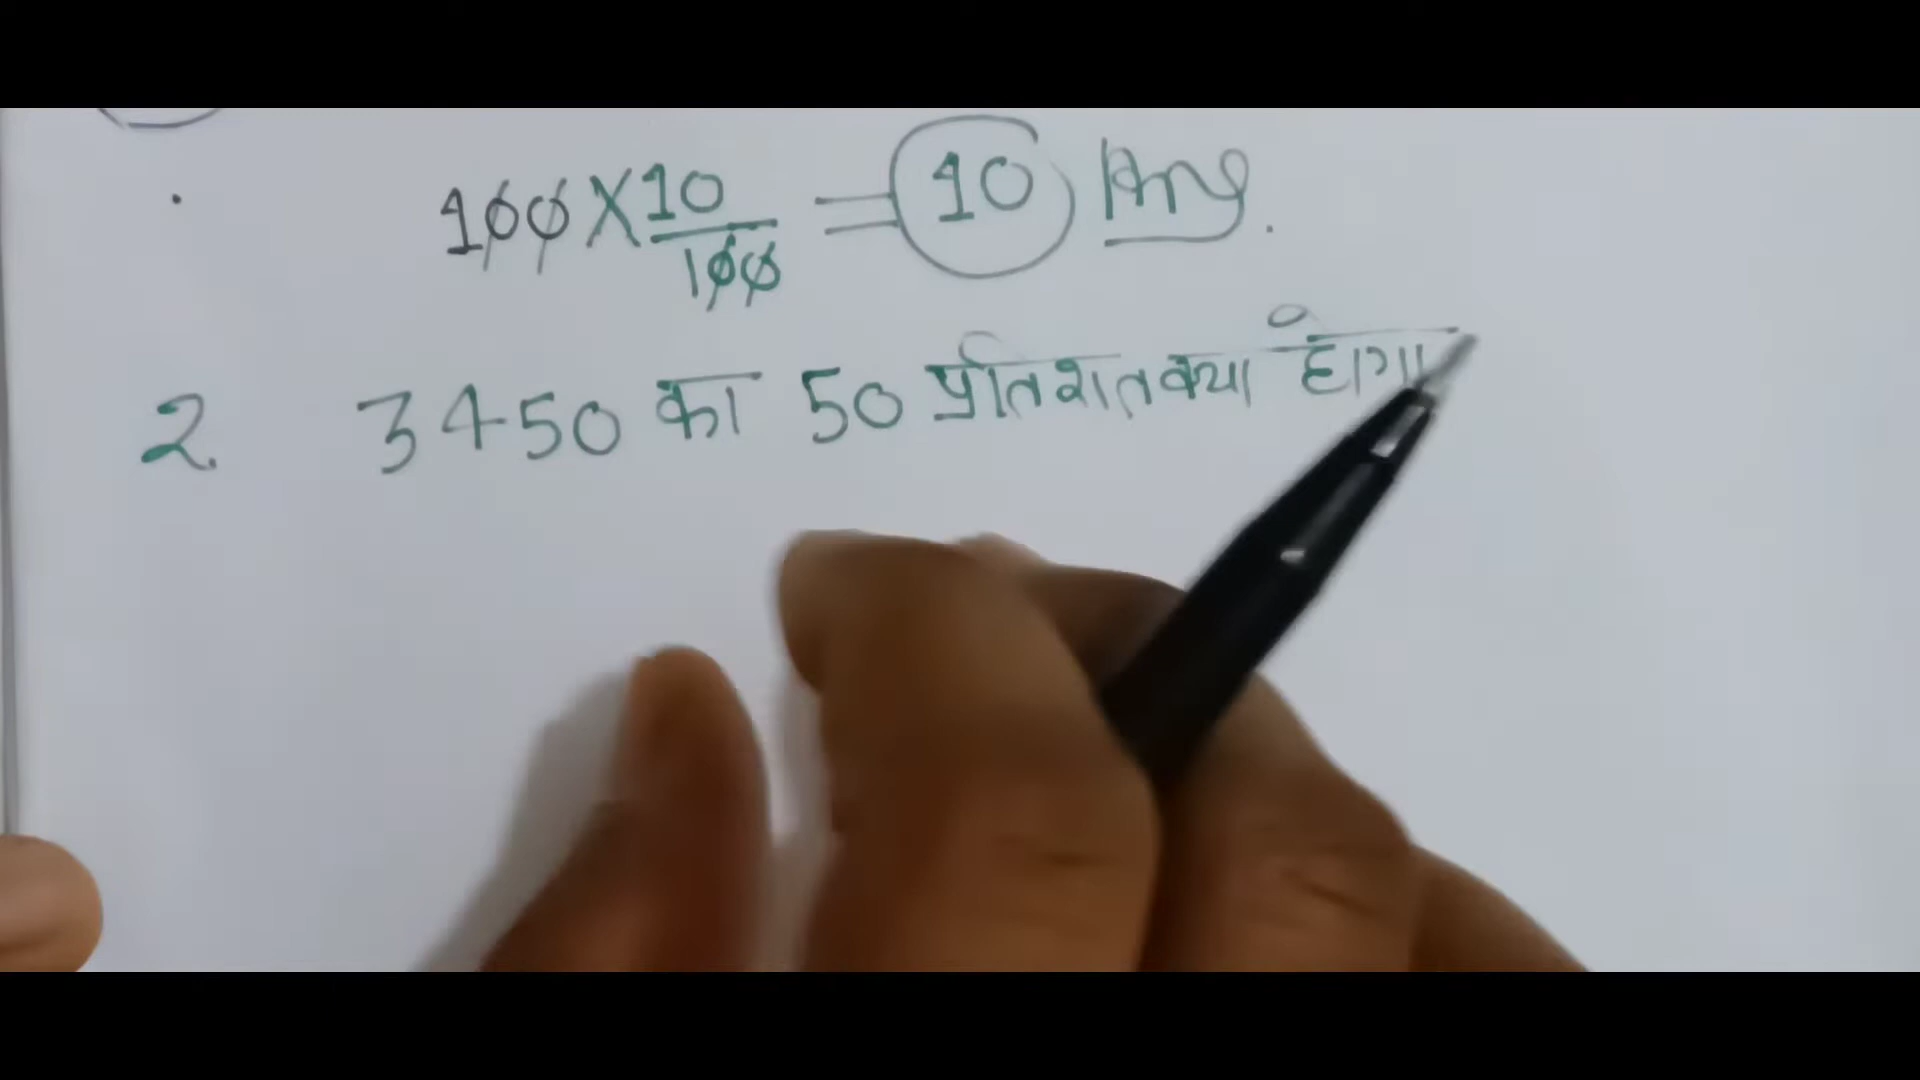 100 X 10/100 = 10 Ans.
2. 3450 का 50 प्रतिशत क्या होगा